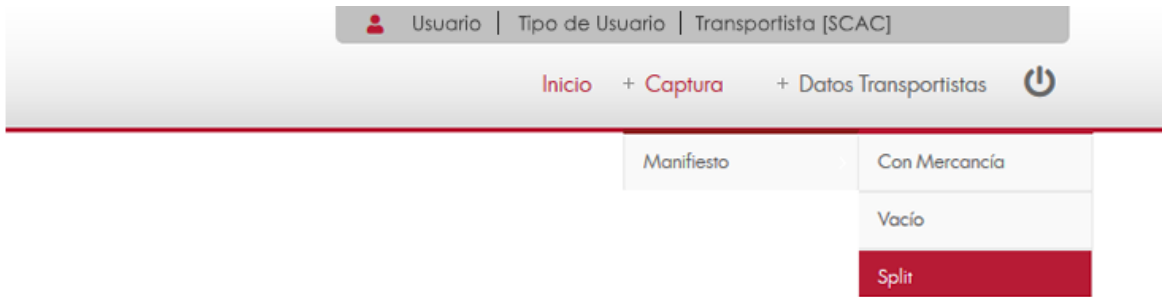 Usuario | Tipo de Usuario | Transportista [SCAC]
Inicio + Captura + Datos Transportistas
Manifiesto Con Mercancía
Vacío
Split